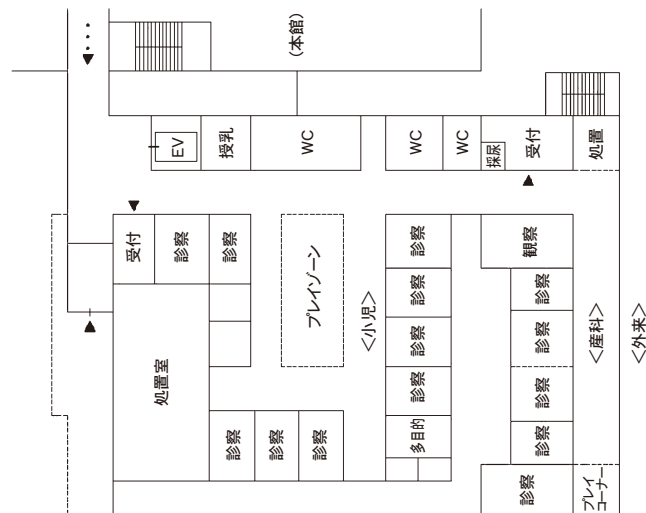 (本館)
EV
授乳
WC
WC
WC
採尿
受付
処置
受付
診察
診察
プレイゾーン
診察
観察
処置室
診察
診察
診察
診察
診察
診察
診察
診察
診察
診察
多目的
診察
プレイ
コーナー
<小児>
<産科>
<外来>